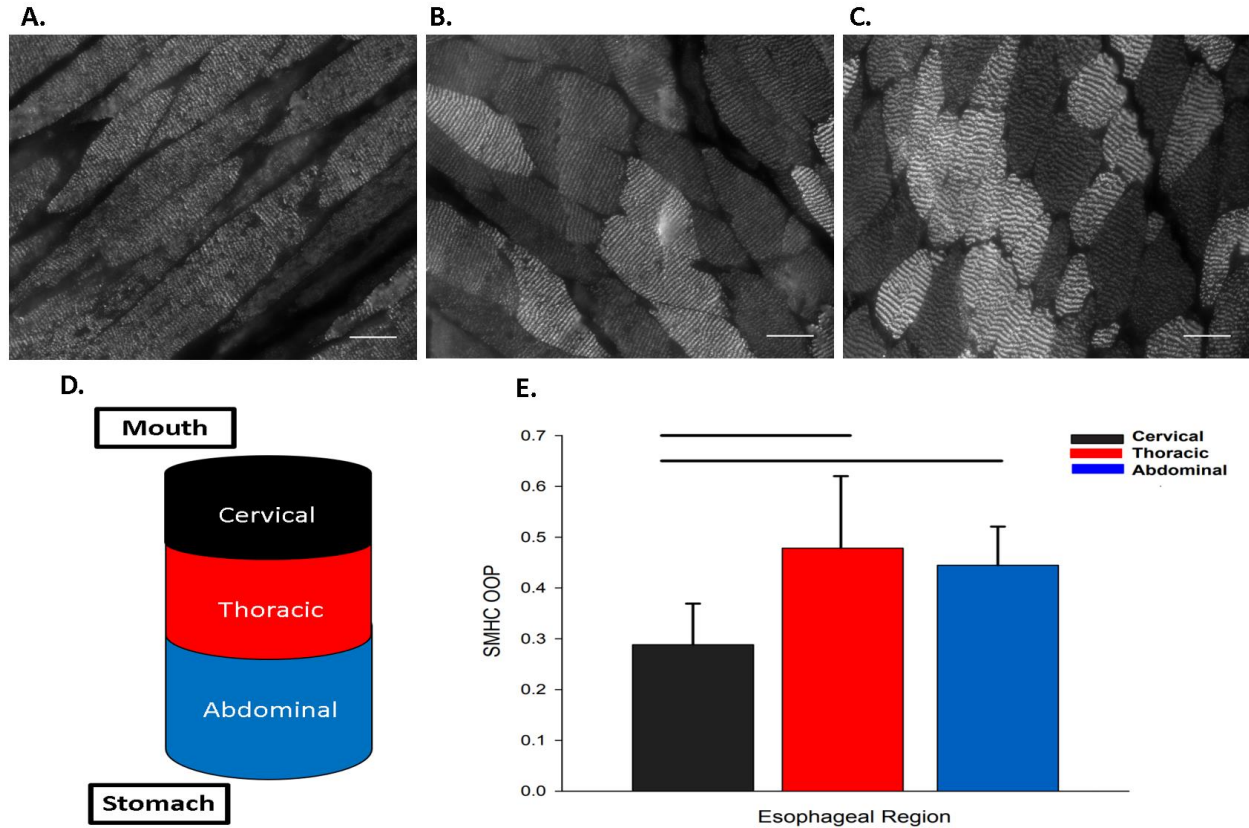 A.
B.
C.
D.
Mouth
Cervical
Thoracic
Abdominal
Stomach
E.
0.7
0.6
0.5
0.4
0.3
0.2
0.1
0.0
SMHC OOP
Esophageal Region
Cervical
Thoracic
Abdominal